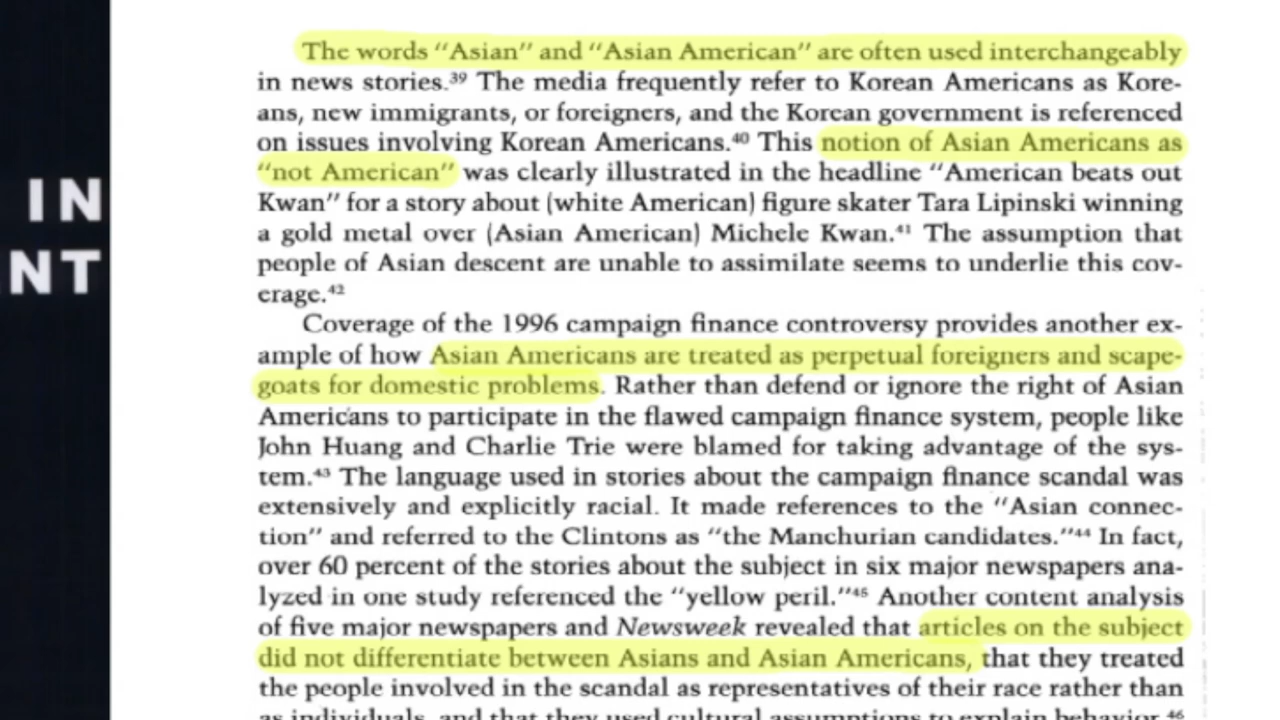 The words “Asian” and “Asian American” are often used interchangeably
in news stories.³⁹ The media frequently refer to Korean Americans as Kore-
ans, new immigrants, or foreigners, and the Korean government is referenced
on issues involving Korean Americans.⁴⁰ This notion of Asian Americans as
“not American” was clearly illustrated in the headline “American beats out
Kwan” for a story about (white American) figure skater Tara Lipinski winning
a gold metal over (Asian American) Michele Kwan.⁴¹ The assumption that
people of Asian descent are unable to assimilate seems to underlie this cov-
erage.⁴²
Coverage of the 1996 campaign finance controversy provides another ex-
ample of how Asian Americans are treated as perpetual foreigners and scape-
goats for domestic problems. Rather than defend or ignore the right of Asian
Americans to participate in the flawed campaign finance system, people like
John Huang and Charlie Trie were blamed for taking advantage of the sys-
tem.⁴³ The language used in stories about the campaign finance scandal was
extensively and explicitly racial. It made references to the “Asian connec-
tion” and referred to the Clintons as “the Manchurian candidates.”⁴⁴ In fact,
over 60 percent of the stories about the subject in six major newspapers ana-
lyzed in one study referenced the “yellow peril.”⁴⁵ Another content analysis
of five major newspapers and Newsweek revealed that articles on the subject
did not differentiate between Asians and Asian Americans, that they treated
the people involved in the scandal as representatives of their race rather than
as individuals, and that they used cultural assumptions to explain behavior.⁴⁶
IN
NT